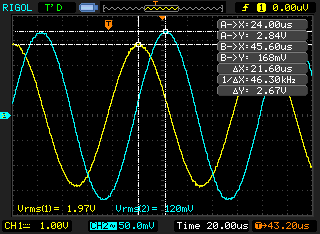 RIGOL T'D f 1 0.00uV
A->X: 24.00us
A->Y: 2.84V
B->X: 45.60us
B->Y: 168mV
ΔX: 21.60us
1/ΔX: 46.30kHz
ΔY: 2.67V
T
1
Vrms(1)= 1.97V Vrms(2)= 120mV
CH1 1.00V CH2 50.0mV Time 20.00us T→43.20us